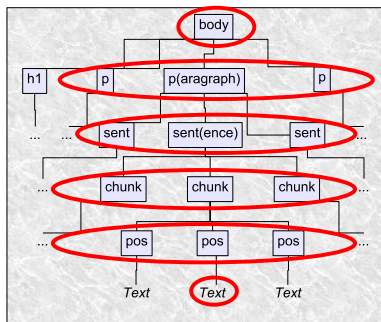 body
h1 p p(aragraph) p
... ... ...
sent sent(ence) sent
... ...
chunk chunk chunk
... ...
pos pos pos
Text Text Text